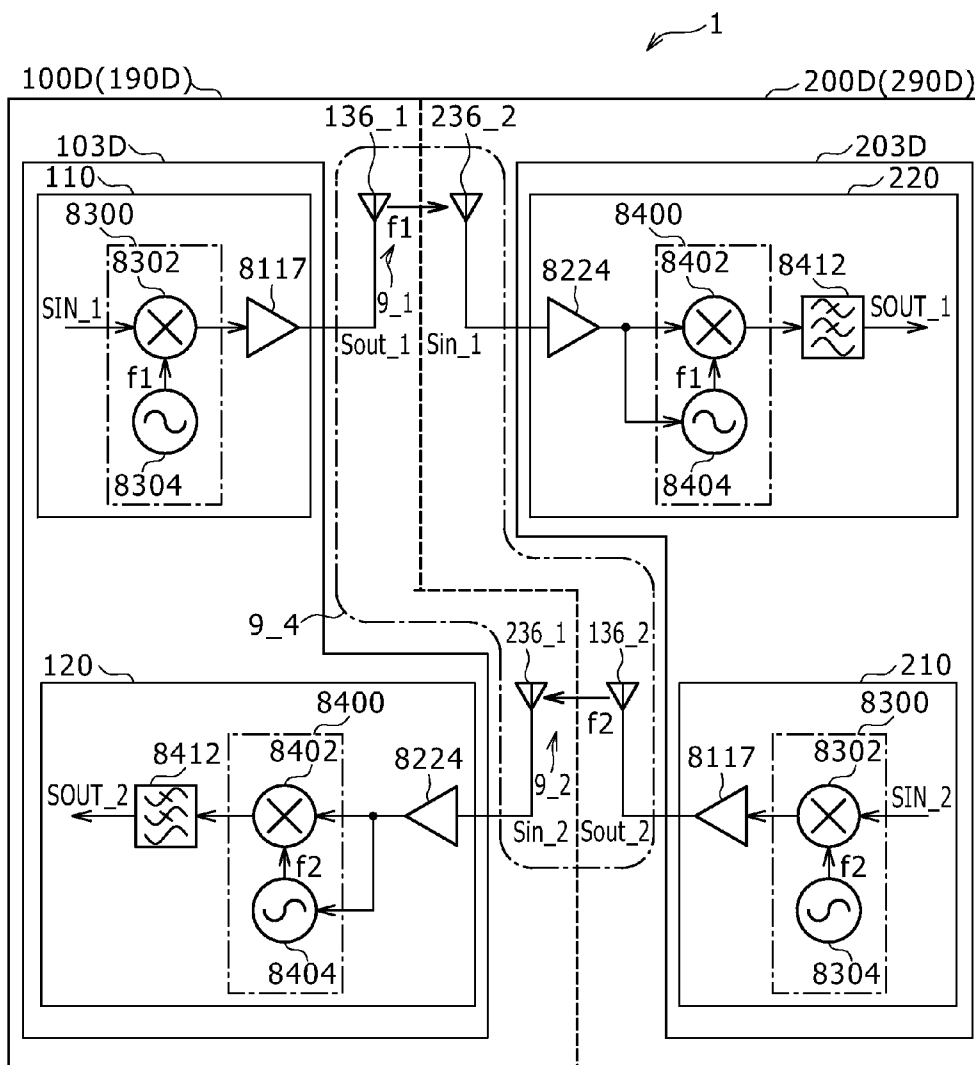 1
100D(190D)
200D(290D)
136_1
236_2
103D
203D
110
220
8300
8400
8302
8117
f1
8224
8402
8412
SIN_1
9_1
SOUT_1
Sout_1
Sin_1
f1
f1
8304
8404
9_4
236_1
136_2
120
210
8400
8300
8412
8402
8224
f2
8117
8302
SOUT_2
9_2
SIN_2
Sin_2
Sout_2
f2
f2
8404
8304